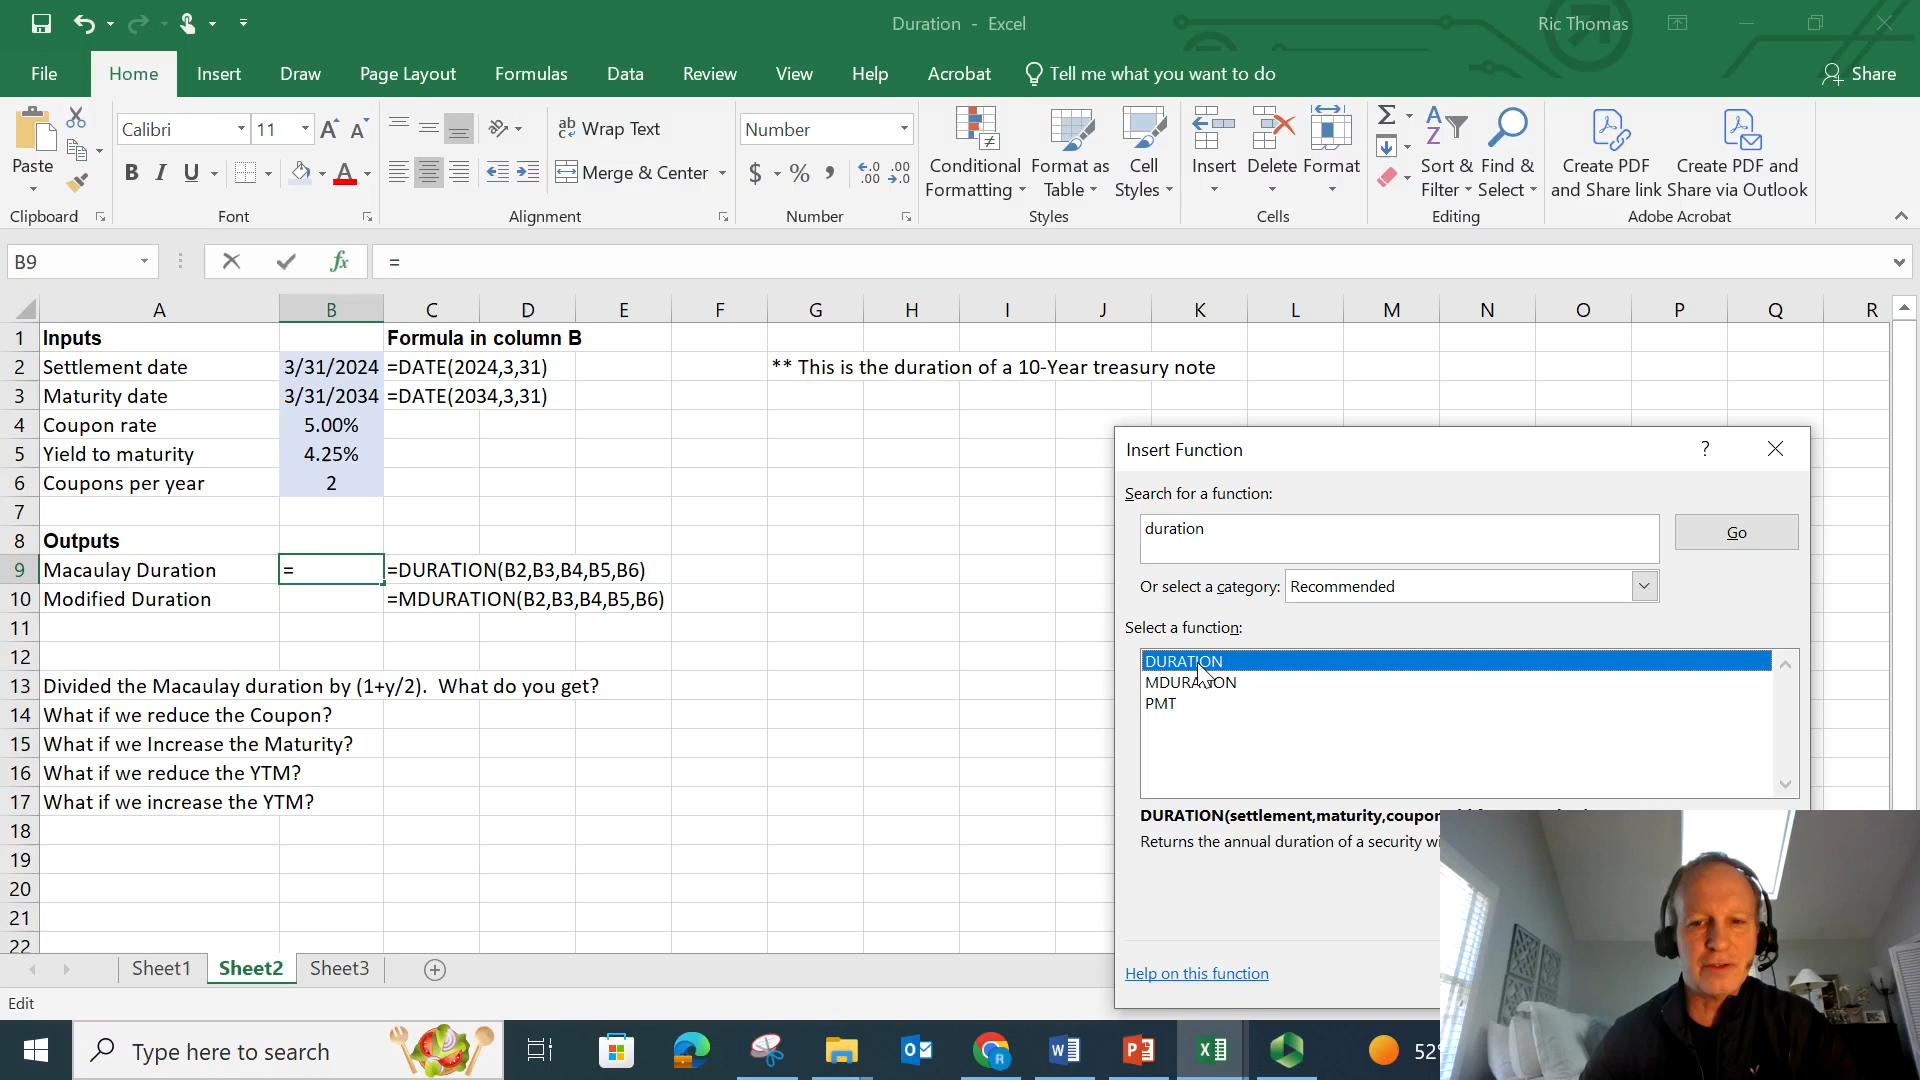 Duration - Excel
Ric Thomas
File Home Insert Draw Page Layout Formulas Data Review View Help Acrobat Tell me what you want to do Share
Calibri 11
Wrap Text
Number
Paste
B I U
Merge & Center
$ % ,
Conditional Formatting
Format as Table
Cell Styles
Insert Delete Format
Sort & Filter
Find & Select
Create PDF and Share link
Create PDF and Share via Outlook
Clipboard Font Alignment Number Styles Cells Editing Adobe Acrobat
B9 fx =
A B C D E F G H I J K L M N O P Q R
1 Inputs Formula in column B
2 Settlement date 3/31/2024 =DATE(2024,3,31) ** This is the duration of a 10-Year treasury note
3 Maturity date 3/31/2034 =DATE(2034,3,31)
4 Coupon rate 5.00%
5 Yield to maturity 4.25%
6 Coupons per year 2
7
8 Outputs
9 Macaulay Duration = =DURATION(B2,B3,B4,B5,B6)
10 Modified Duration =MDURATION(B2,B3,B4,B5,B6)
11
12
13 Divided the Macaulay duration by (1+y/2). What do you get?
14 What if we reduce the Coupon?
15 What if we Increase the Maturity?
16 What if we reduce the YTM?
17 What if we increase the YTM?
18
19
20
21
22
Insert Function ?
Search for a function:
duration
Go
Or select a category: Recommended
Select a function:
DURATION
MDURATION
PMT
DURATION(settlement,maturity,coupon
Returns the annual duration of a security
Help on this function
Sheet1 Sheet2 Sheet3
Edit
Type here to search
52°